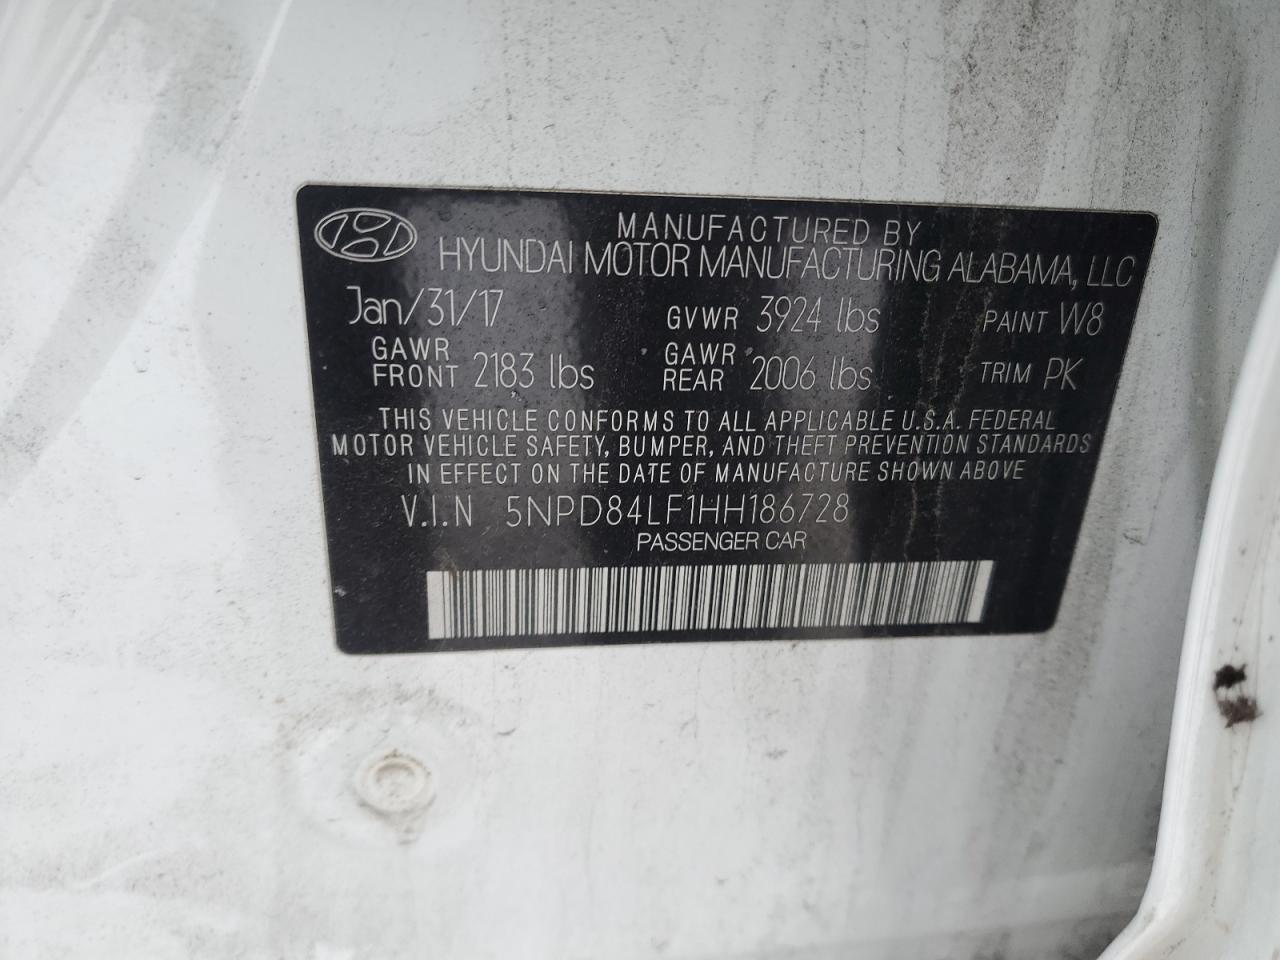 MANUFACTURED BY
HYUNDAI MOTOR MANUFACTURING ALABAMA, LLC
Jan/31/17 GVWR 3924 lbs PAINT W8
GAWR FRONT 2183 lbs GAWR REAR 2006 lbs TRIM PK
THIS VEHICLE CONFORMS TO ALL APPLICABLE U.S.A. FEDERAL
MOTOR VEHICLE SAFETY, BUMPER, AND THEFT PREVENTION STANDARDS
IN EFFECT ON THE DATE OF MANUFACTURE SHOWN ABOVE
V.I.N 5NPD84LF1HH186728
PASSENGER CAR